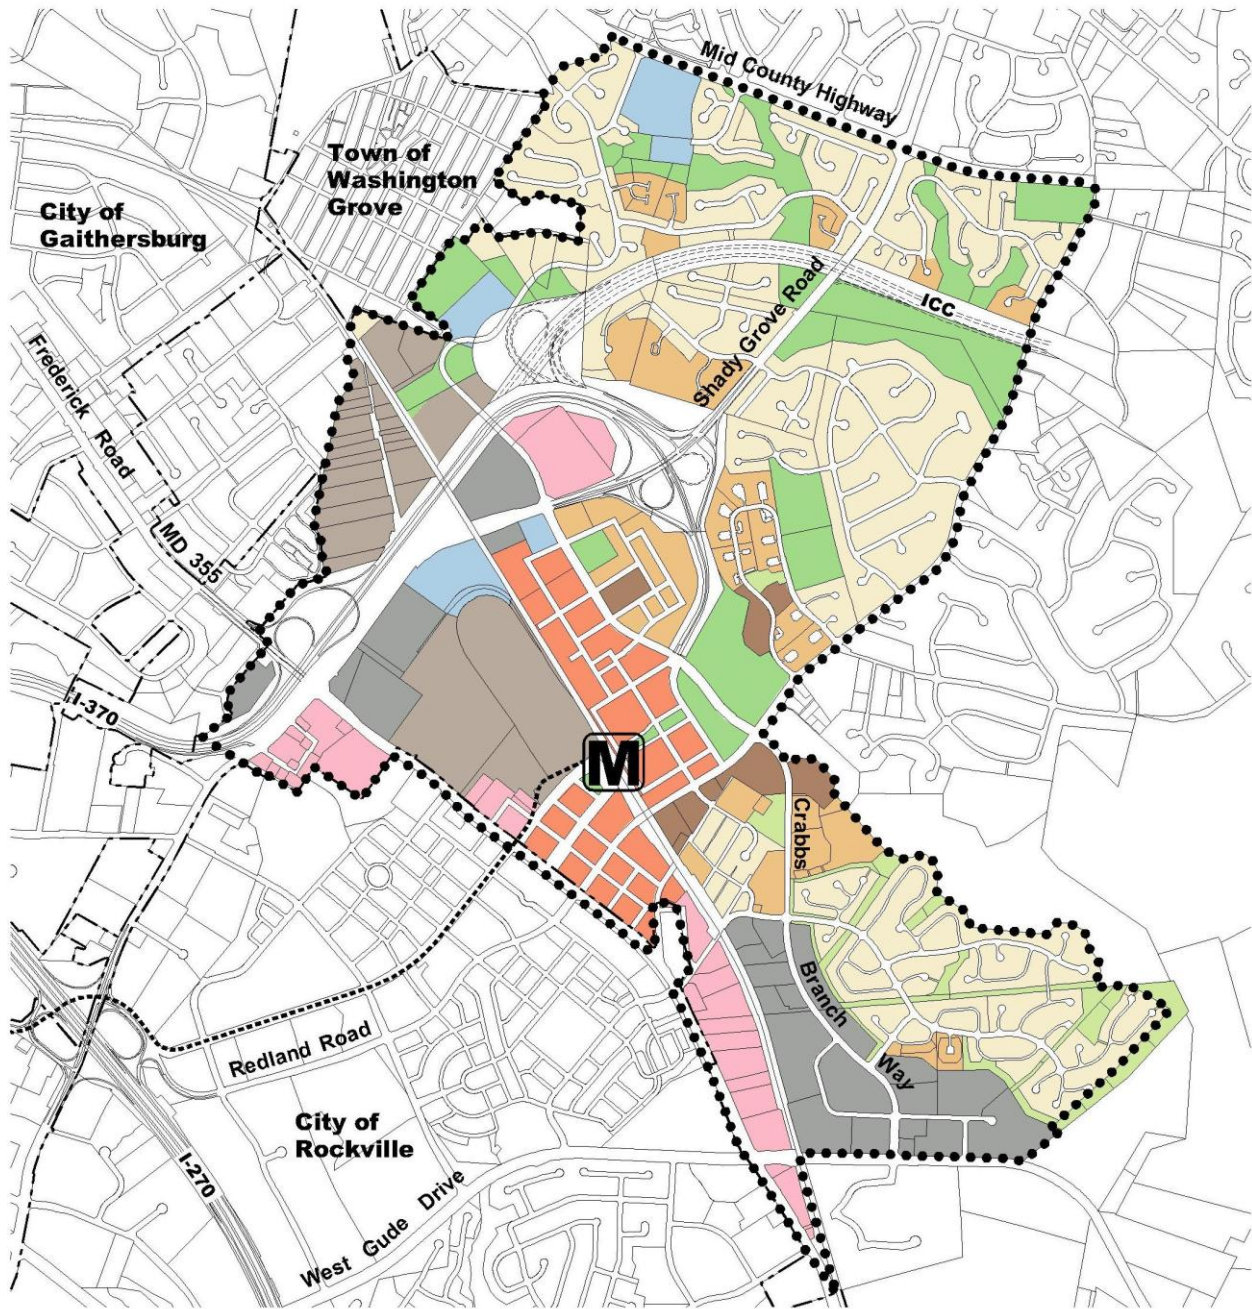 Mid County Highway
Town of
Washington
Grove
City of
Gaithersburg
Shady Grove Road
ICC
Frederick Road
MD 355
I-370
M
Crabbs
Branch
Way
Redland Road
City of
Rockville
I-270
West Gude Drive